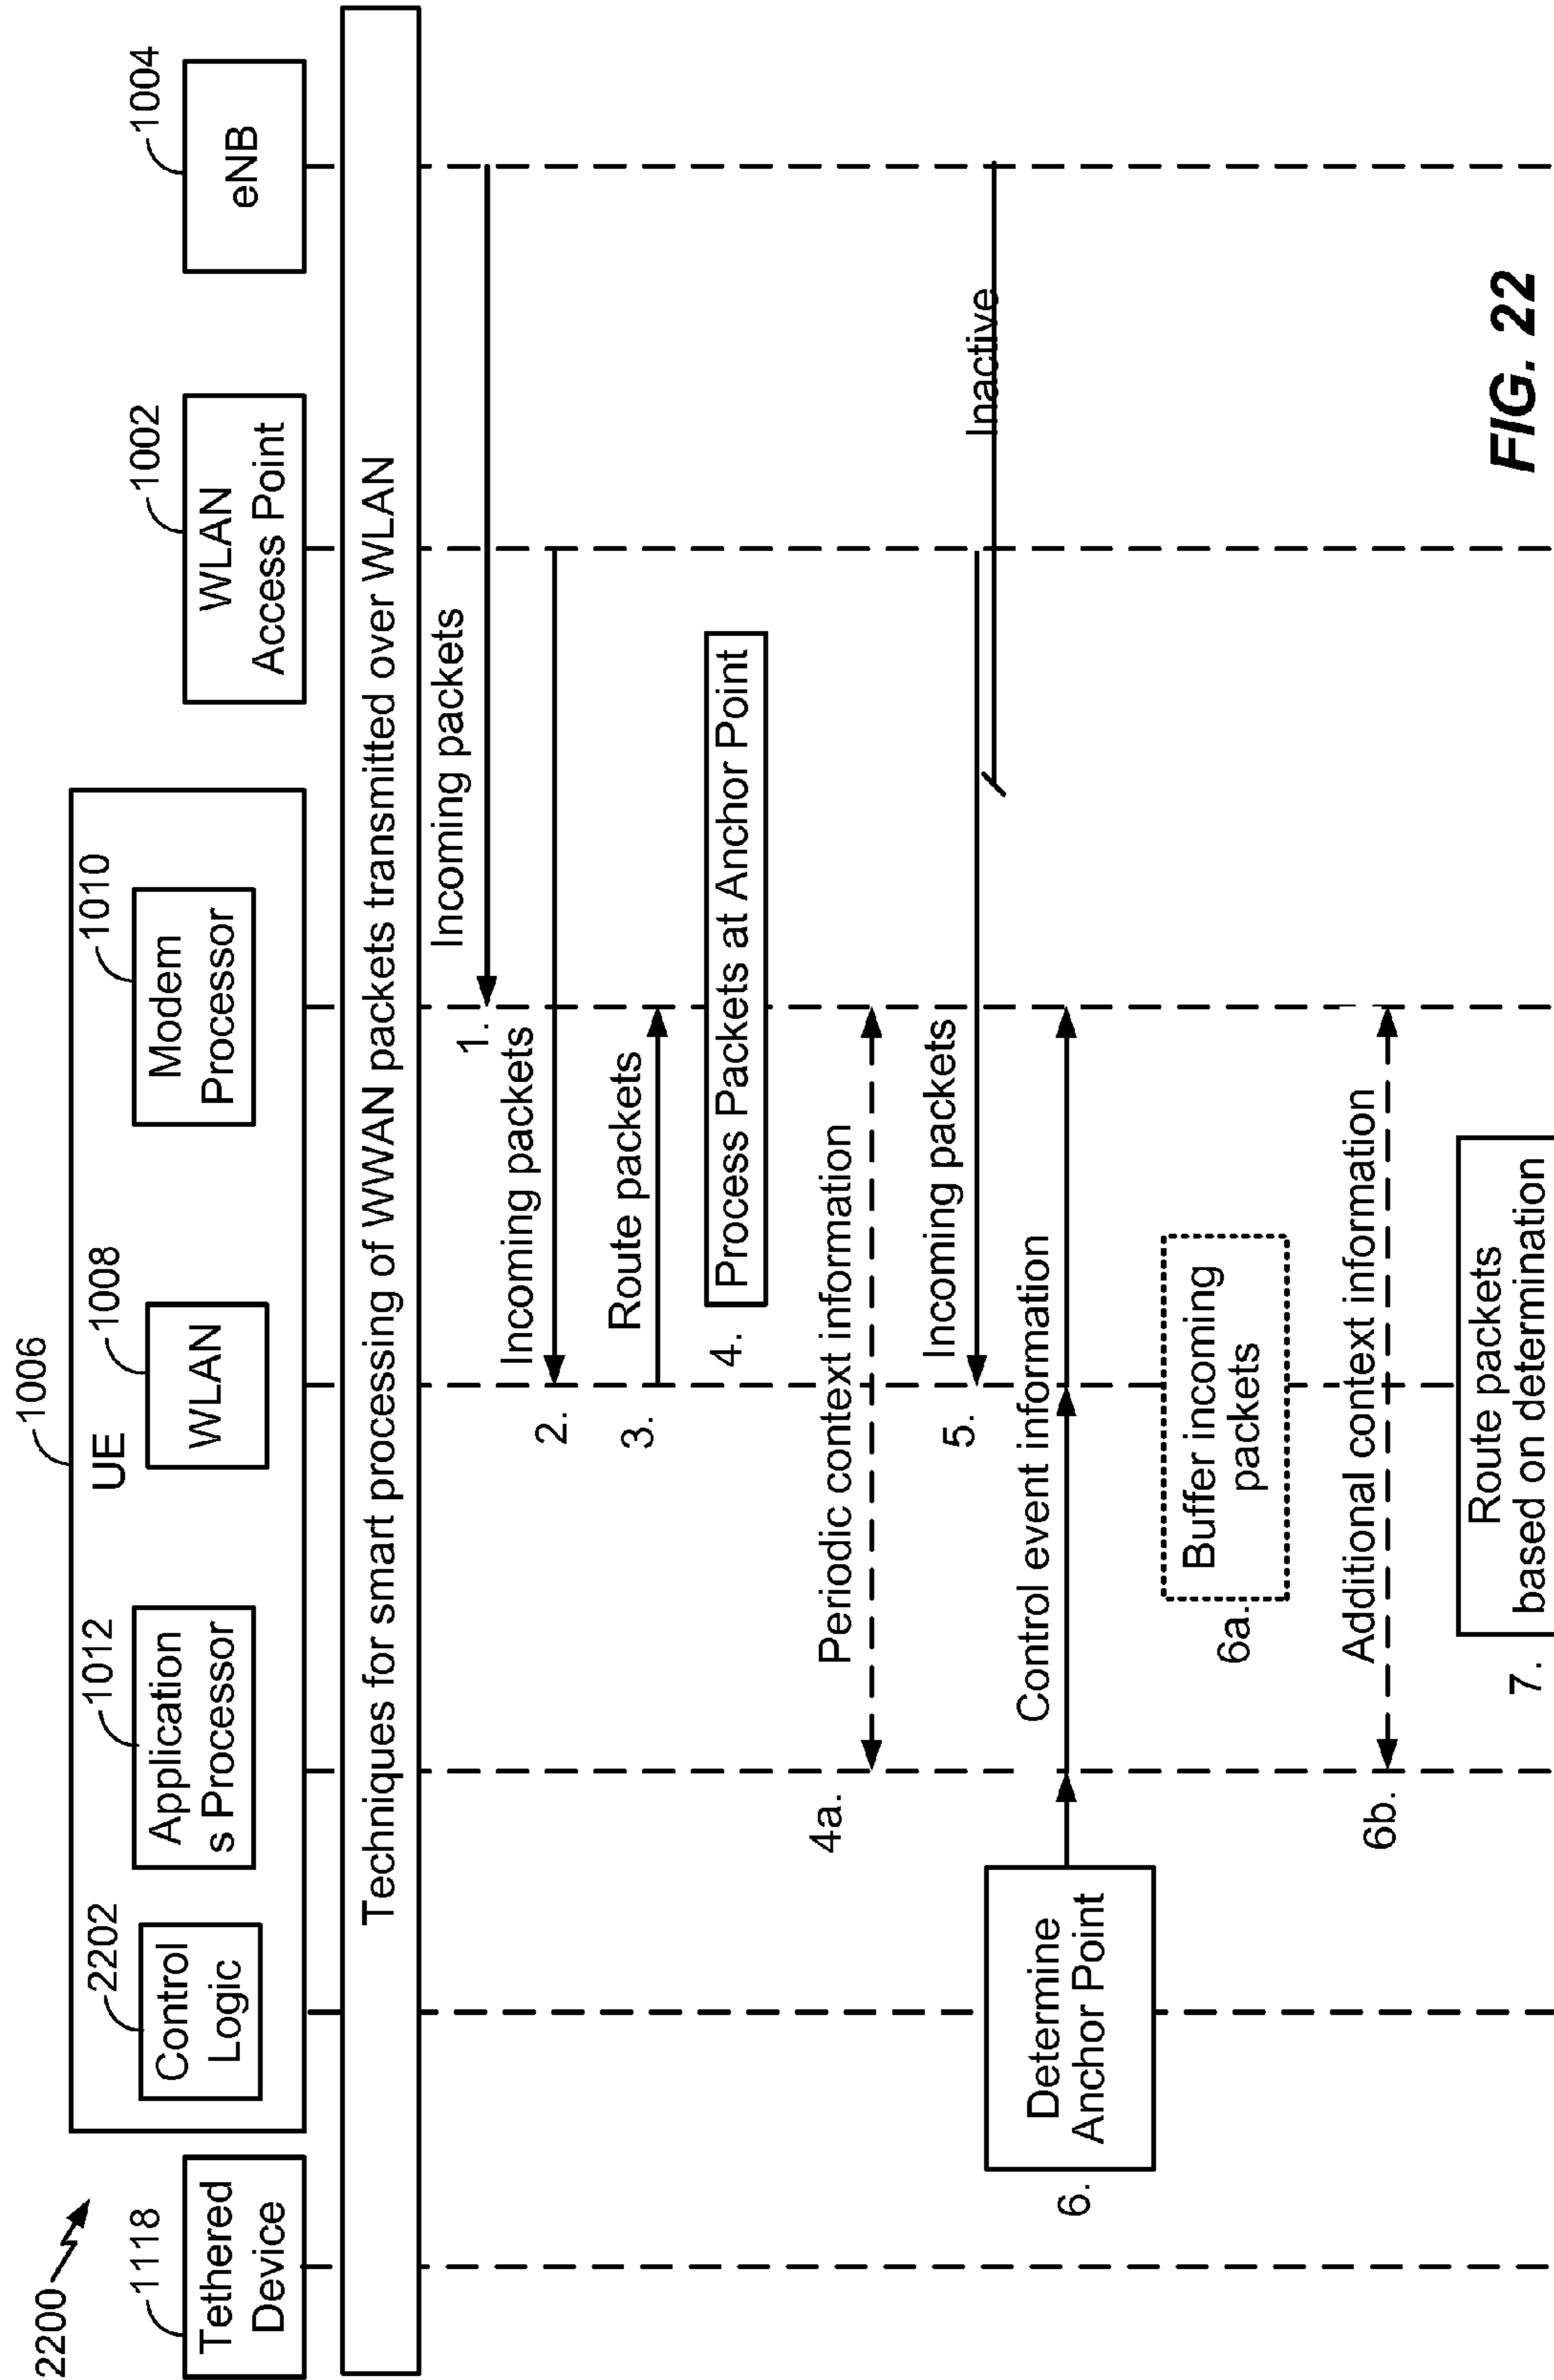 2200
1118
Tethered
Device
1006
UE
2202
Control
Logic
1012
Application
s Processor
1008
WLAN
1010
Modem
Processor
1002
WLAN
Access Point
1004
eNB
Techniques for smart processing of WWAN packets transmitted over WLAN
1.
Incoming packets
2.
Incoming packets
3.
Route packets
4.
Process Packets at Anchor Point
4a.
Periodic context information
5.
Incoming packets
Inactive
6.
Determine
Anchor Point
Control event information
6a.
Buffer incoming
packets
6b.
Additional context information
7.
Route packets
based on determination
FIG. 22